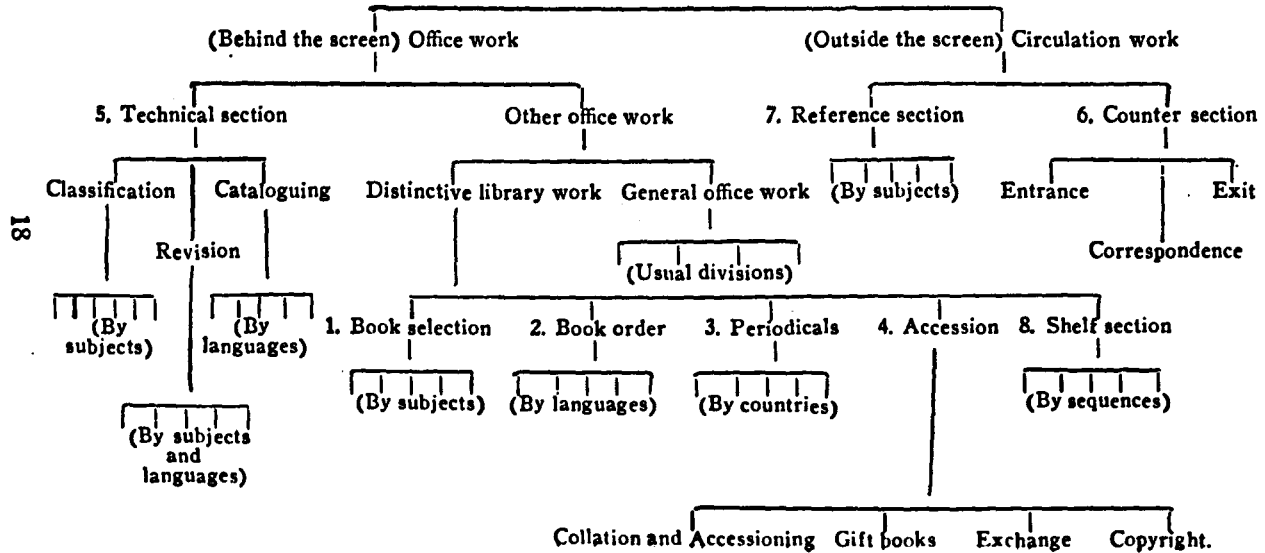 (Behind the screen) Office work
(Outside the screen) Circulation work
5. Technical section
Other office work
7. Reference section
6. Counter section
Classification
Cataloguing
Distinctive library work
General office work
(By subjects)
Entrance
Exit
18
Revision
Correspondence
(Usual divisions)
(By
subjects)
(By
languages)
1. Book selection
2. Book order
3. Periodicals
4. Accession
8. Shelf section
(By subjects)
(By languages)
(By countries)
(By sequences)
(By subjects
and
languages)
Collation and Accessioning
Gift books
Exchange
Copyright.